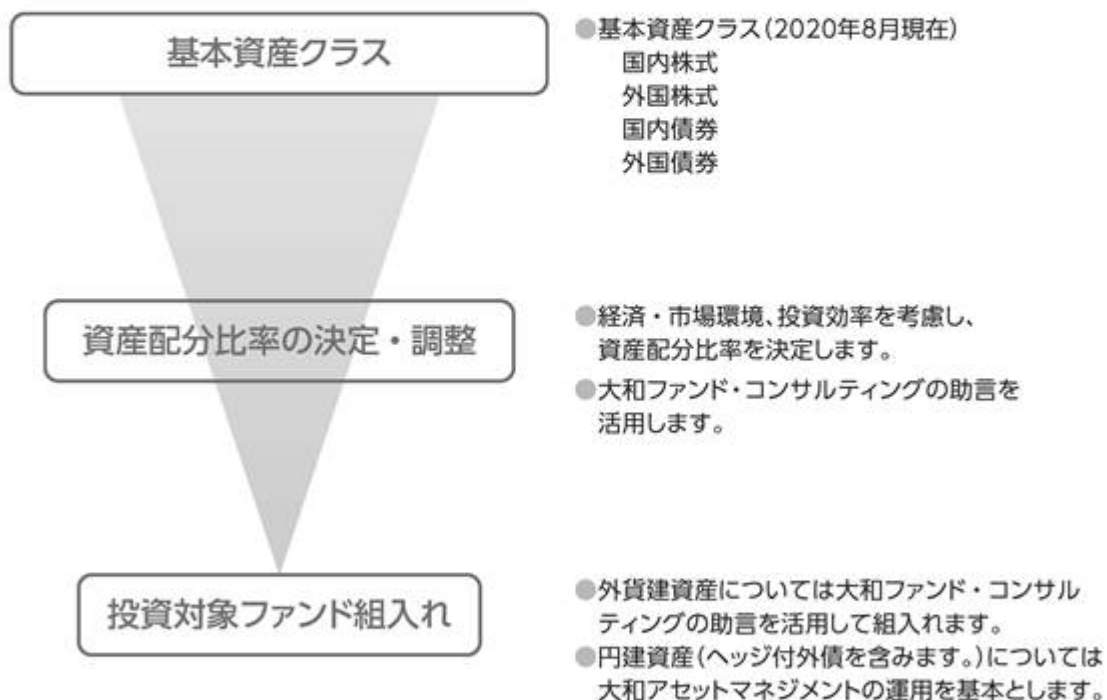 基本資産クラス
●基本資産クラス(2020年8月現在)
国内株式
外国株式
国内債券
外国債券
資産配分比率の決定・調整
●経済・市場環境、投資効率を考慮し、
資産配分比率を決定します。
●大和ファンド・コンサルティングの助言を
活用します。
投資対象ファンド組入れ
●外貨建資産については大和ファンド・コンサル
ティングの助言を活用して組入れます。
●円建資産(ヘッジ付外債を含みます。)については
大和アセットマネジメントの運用を基本とします。